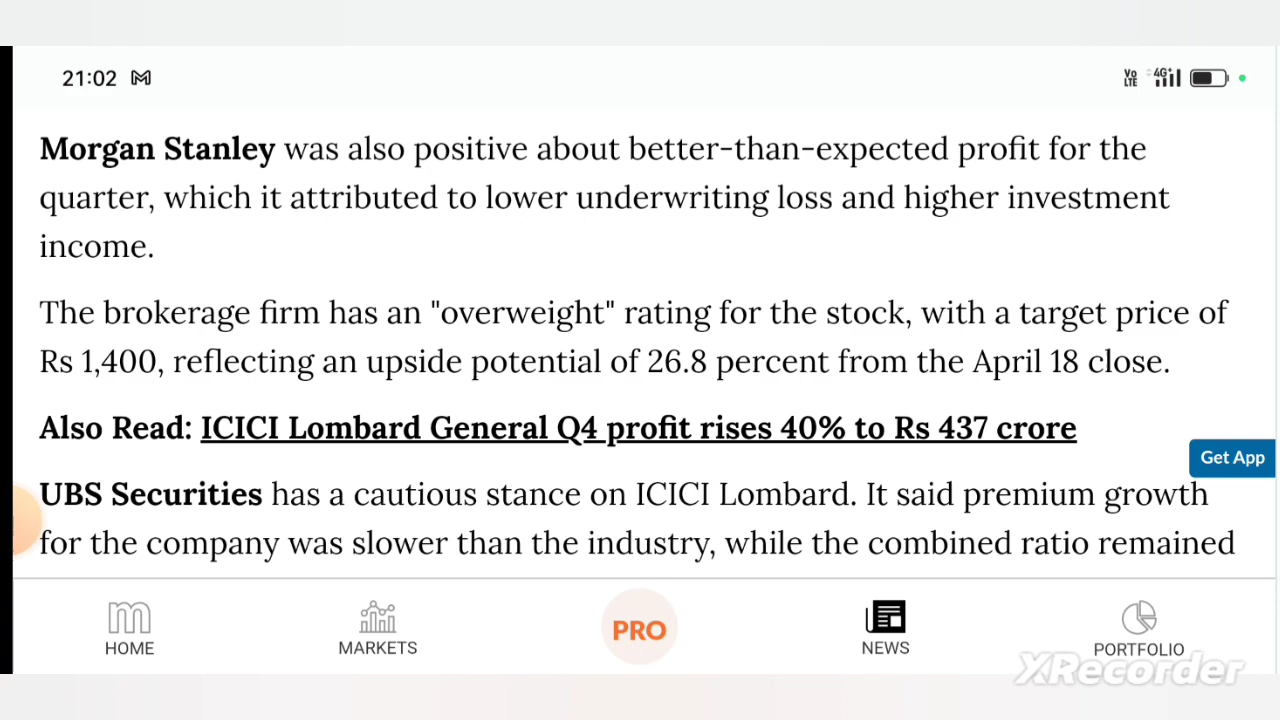 21:02
Vo LTE 4G+
Morgan Stanley was also positive about better-than-expected profit for the
quarter, which it attributed to lower underwriting loss and higher investment
income.
The brokerage firm has an "overweight" rating for the stock, with a target price of
Rs 1,400, reflecting an upside potential of 26.8 percent from the April 18 close.
Also Read: ICICI Lombard General Q4 profit rises 40% to Rs 437 crore
Get App
UBS Securities has a cautious stance on ICICI Lombard. It said premium growth
for the company was slower than the industry, while the combined ratio remained
HOME
MARKETS
PRO
NEWS
PORTFOLIO
XRecorder